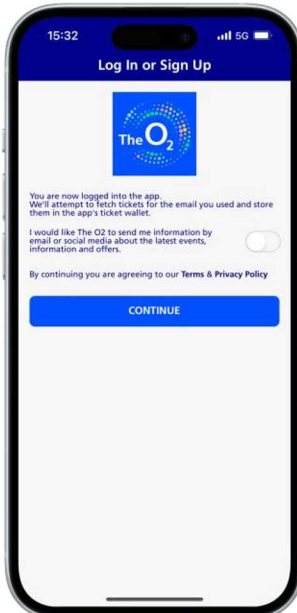 15:32
5G
Log In or Sign Up
The O2
You are now logged into the app.
We'll attempt to fetch tickets for the email you used and store
them in the app's ticket wallet.
I would like The O2 to send me information by
email or social media about the latest events,
information and offers.
By continuing you are agreeing to our Terms & Privacy Policy
CONTINUE